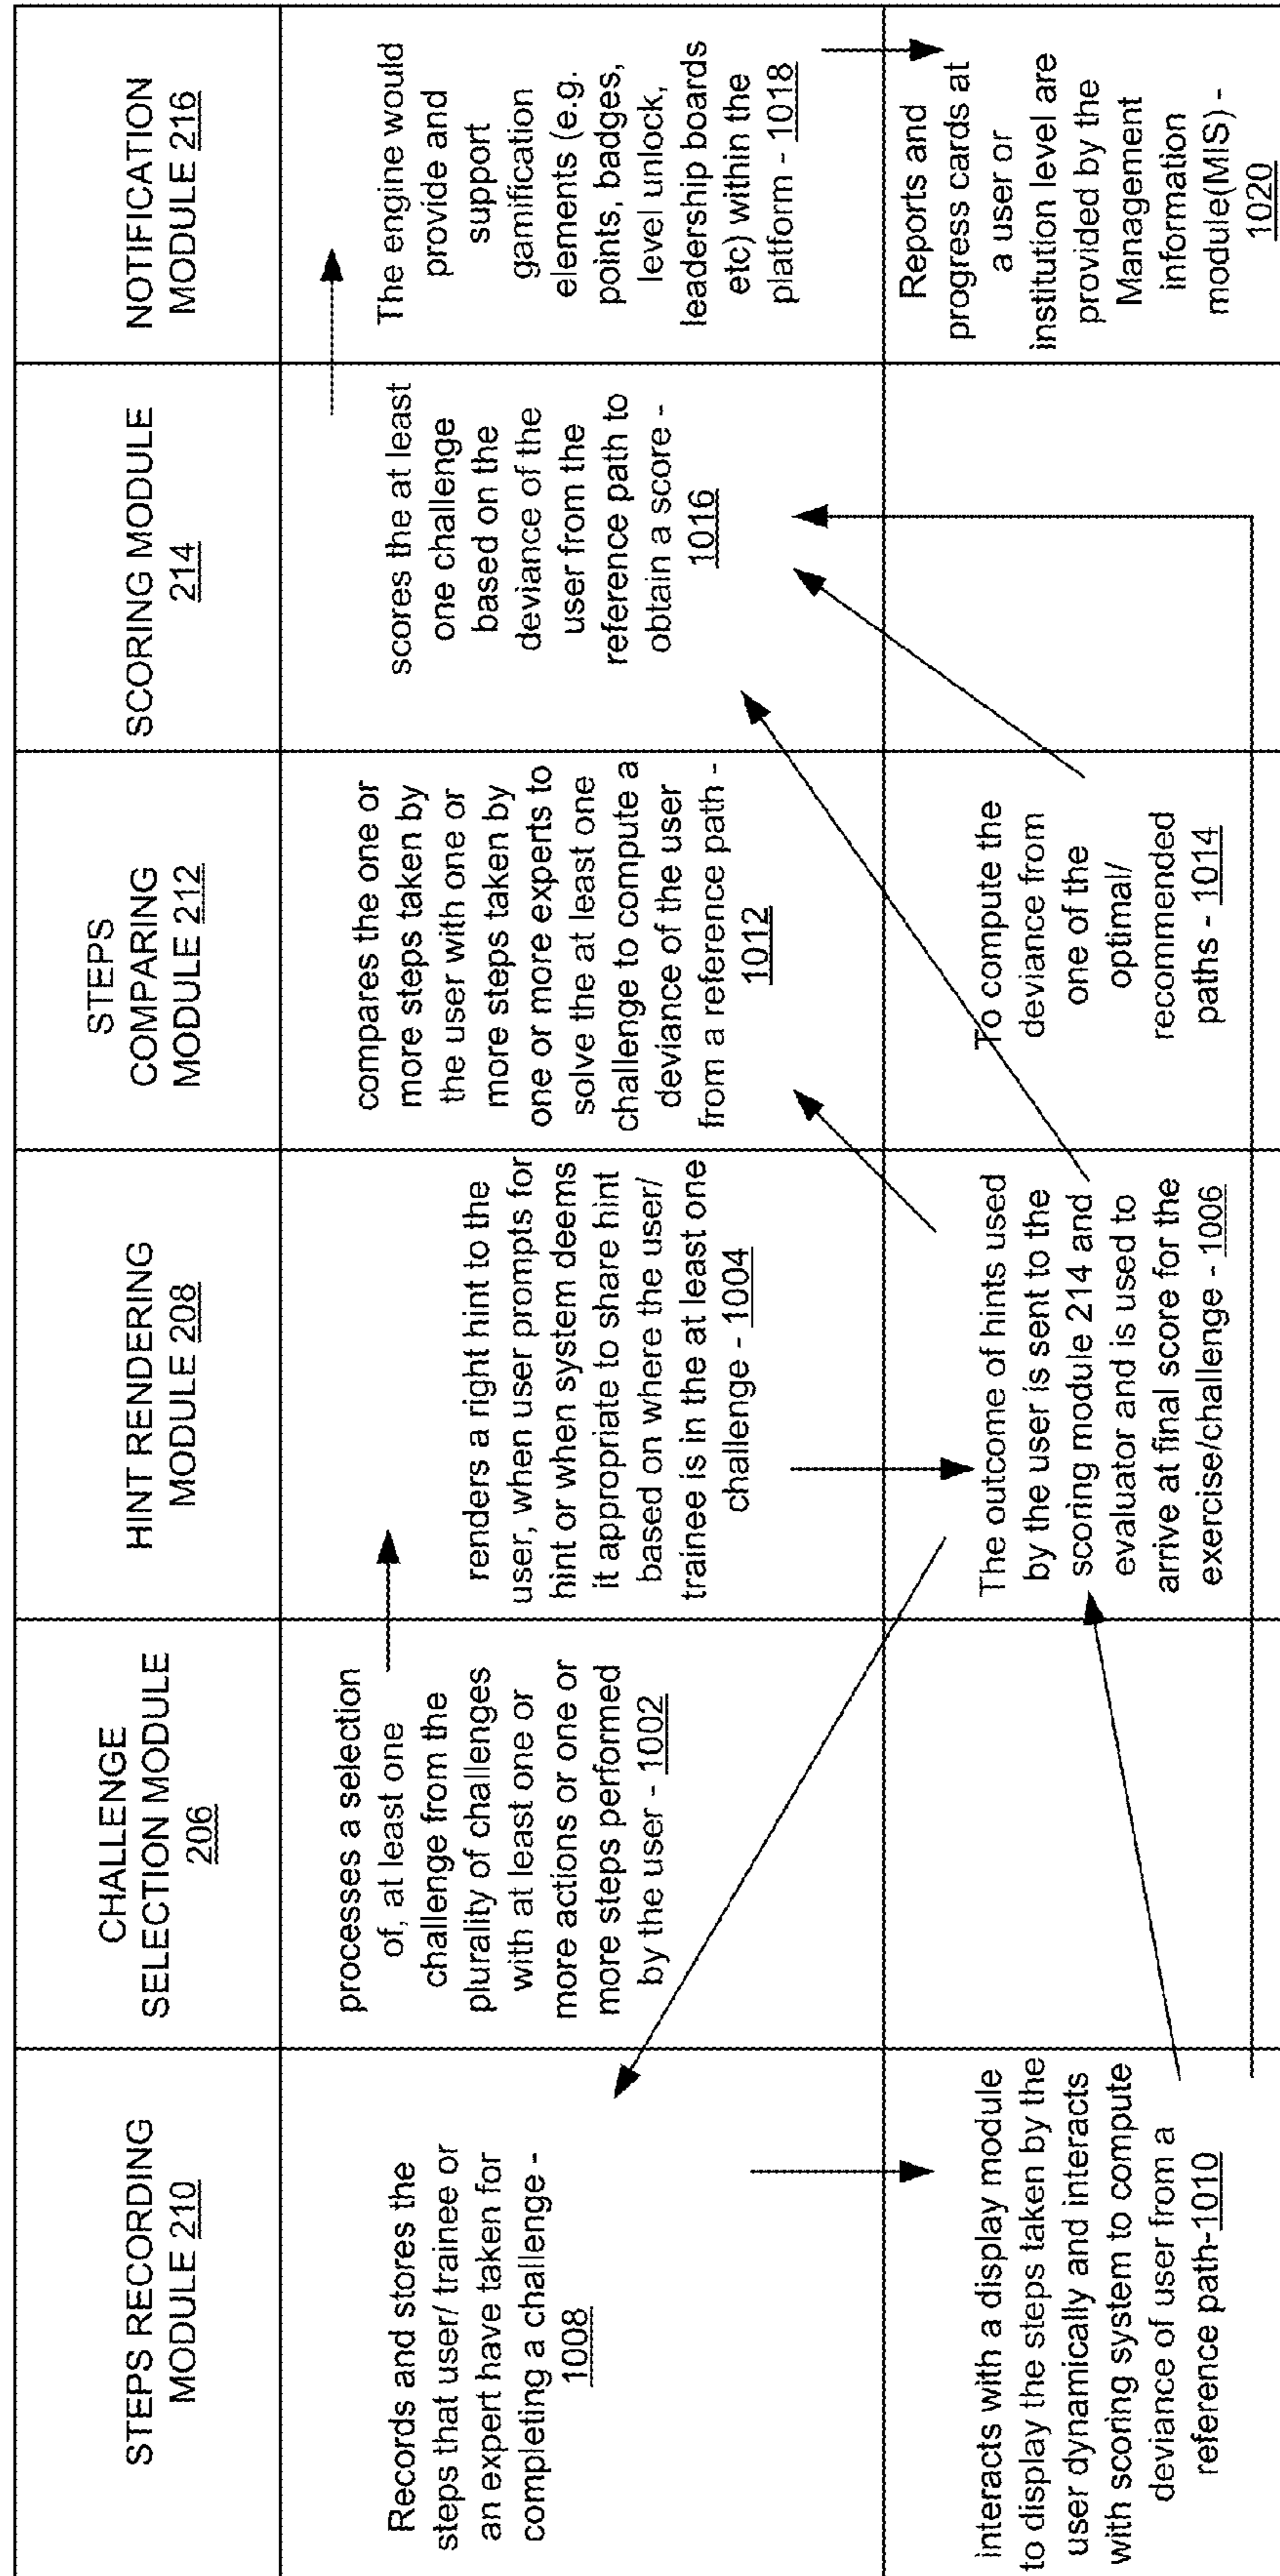 STEPS RECORDING
MODULE 210
CHALLENGE
SELECTION MODULE
206
HINT RENDERING
MODULE 208
STEPS
COMPARING
MODULE 212
SCORING MODULE
214
NOTIFICATION
MODULE 216
Records and stores the
steps that user/ trainee or
an expert have taken for
completing a challenge -
1008
processes a selection
of, at least one
challenge from the
plurality of challenges
with at least one or
more actions or one or
more steps performed
by the user - 1002
renders a right hint to the
user, when user prompts for
hint or when system deems
it appropriate to share hint
based on where the user/
trainee is in the at least one
challenge - 1004
compares the one or
more steps taken by
the user with one or
more steps taken by
one or more experts to
solve the at least one
challenge to compute a
deviance of the user
from a reference path -
1012
scores the at least
one challenge
based on the
deviance of the
user from the
reference path to
obtain a score -
1016
The engine would
provide and
support
gamification
elements (e.g.
points, badges,
level unlock,
leadership boards
etc) within the
platform - 1018
interacts with a display module
to display the steps taken by the
user dynamically and interacts
with scoring system to compute
deviance of user from a
reference path-1010
The outcome of hints used
by the user is sent to the
scoring module 214 and
evaluator and is used to
arrive at final score for the
exercise/challenge - 1006
To compute the
deviance from
one of the
optimal/
recommended
paths - 1014
Reports and
progress cards at
a user or
institution level are
provided by the
Management
information
module(MIS) -
1020